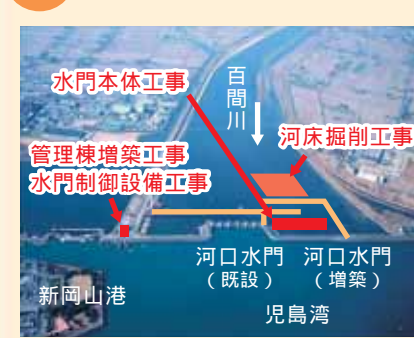 水門本体工事
百間川
河床掘削工事
管理棟増築工事
水門制御設備工事
河口水門
（既設）
河口水門
（増築）
新岡山港
児島湾